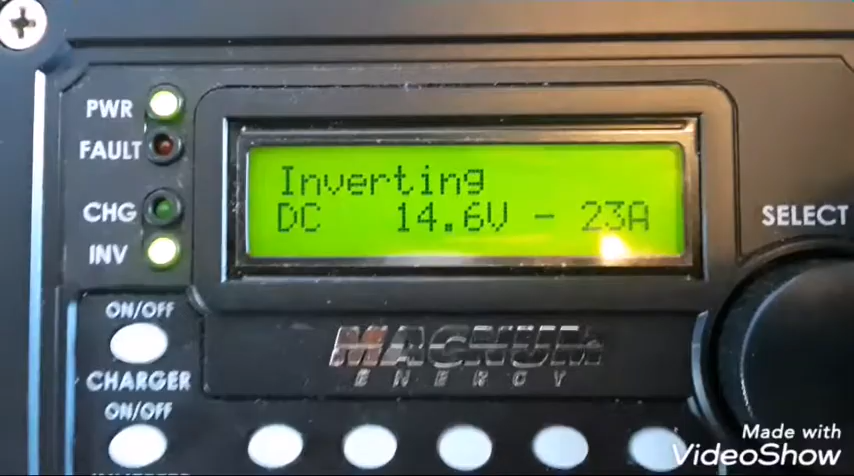 PWR
FAULT
CHG
INV
Inverting
DC 14.6V - 23A
SELECT
ON/OFF
CHARGER
ON/OFF
INVERTER
MAGNUM
ENERGY
Made with
VideoShow